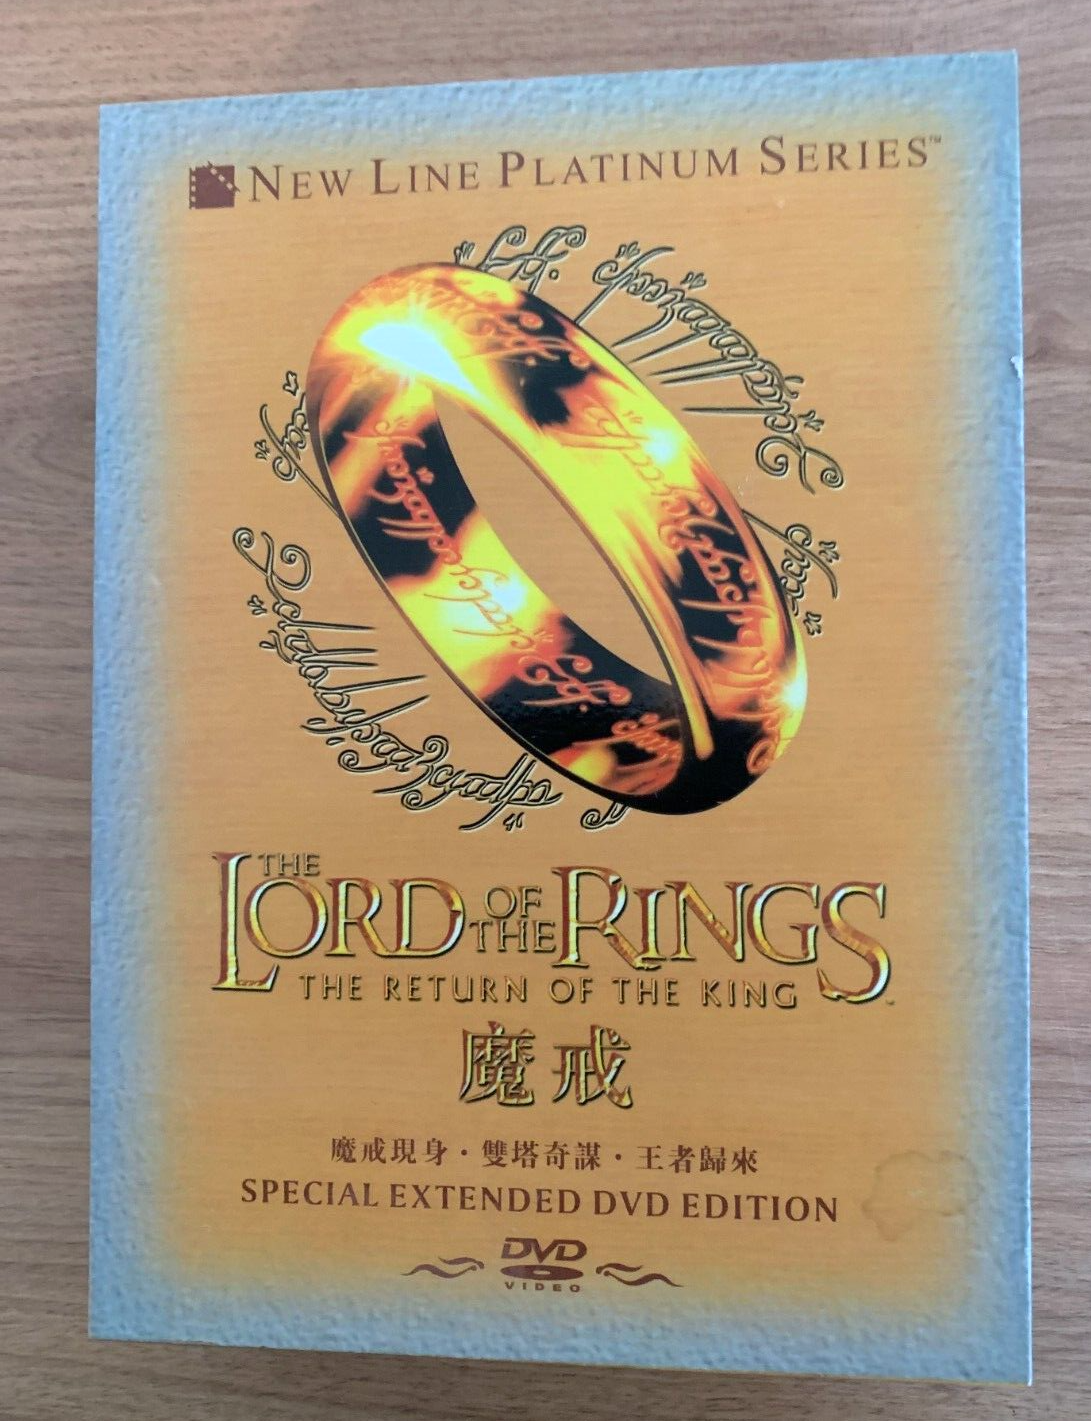 NEW LINE PLATINUM SERIES™
THE
LORD OF THE RINGS
THE RETURN OF THE KING
魔戒
魔戒現身·雙塔奇謀·王者歸來
SPECIAL EXTENDED DVD EDITION
DVD
VIDEO